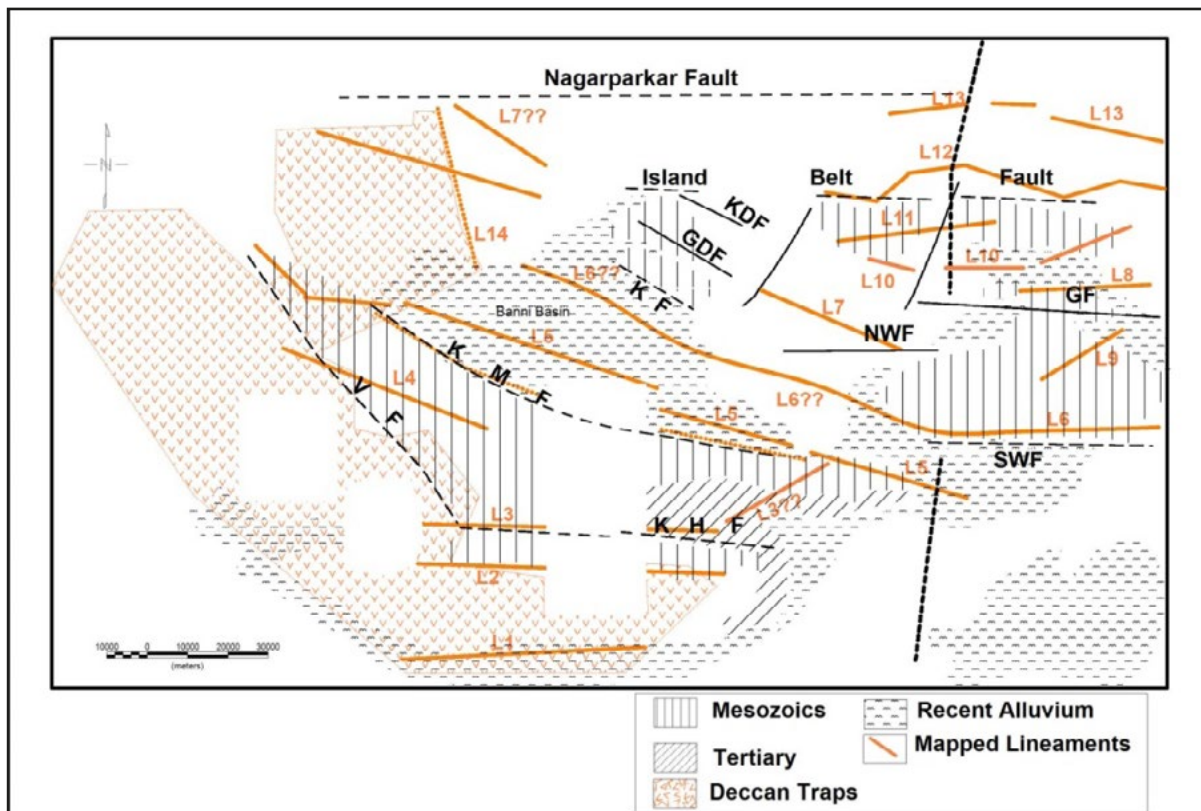 Nagarparkar Fault
L7??
L13
L13
L12
N
Island
Belt
Fault
KDF
GDF
L11
L14
L10
L10
L6??
K F
L8
GF
L7
Banni Basin
L6
NWF
L9
K M F
L4
V F
L5
L6??
L6
SWF
L5
L3??
L3
K H F
L2
L1
10000 0 10000 20000 30000
(meters)
Mesozoics
Recent Alluvium
Tertiary
Mapped Lineaments
Deccan Traps